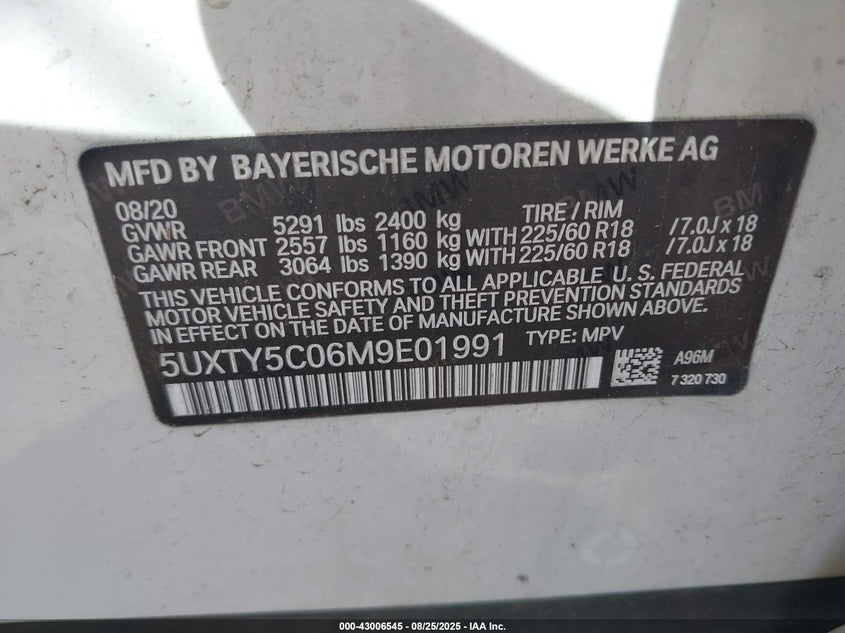 MFD BY BAYERISCHE MOTOREN WERKE AG
08/20 TIRE / RIM
GVWR 5291 lbs 2400 kg
GAWR FRONT 2557 lbs 1160 kg WITH 225/60 R18 /7.0J x 18
GAWR REAR 3064 lbs 1390 kg WITH 225/60 R18 /7.0J x 18
THIS VEHICLE CONFORMS TO ALL APPLICABLE U. S. FEDERAL
MOTOR VEHICLE SAFETY AND THEFT PREVENTION STANDARDS
IN EFFECT ON THE DATE OF MANUFACTURE SHOWN ABOVE.
5UXTY5C06M9E01991 TYPE: MPV
A96M
7 320 730
000-43006545 - 08/25/2025 - IAA Inc.